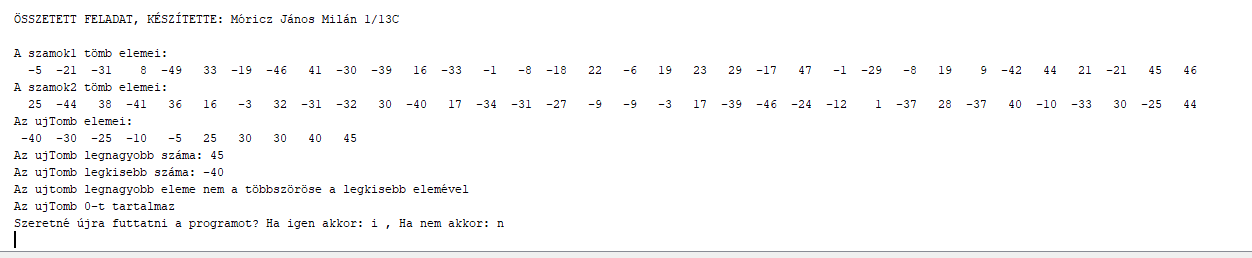 ÖSSZETETT FELADAT, KÉSZÍTETTE: Móricz János Milán 1/13C
A szamok1 tömb elemei:
-5 -21 -31 8 -49 33 -19 -46 41 -30 -39 16 -33 -1 -8 -18 22 -6 19 23 29 -17 47 -1 -29 -8 19 9 -42 44 21 -21 45 46
A szamok2 tömb elemei:
25 -44 38 -41 36 16 -3 32 -31 -32 30 -40 17 -34 -31 -27 -9 -9 -3 17 -39 -46 -24 -12 1 -37 28 -37 40 -10 -33 30 -25 44
Az ujTomb elemei:
-40 -30 -25 -10 -5 25 30 30 40 45
Az ujTomb legnagyobb száma: 45
Az ujTomb legkisebb száma: -40
Az ujtomb legnagyobb eleme nem a többszöröse a legkisebb elemével
Az ujTomb 0-t tartalmaz
Szeretné újra futtatni a programot? Ha igen akkor: i , Ha nem akkor: n